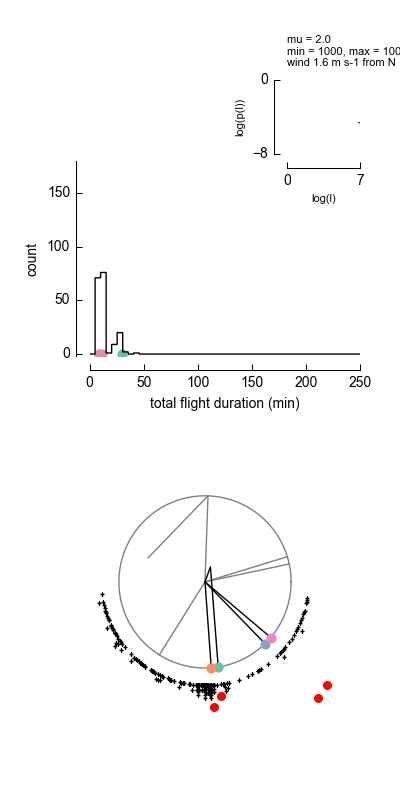 mu = 2.0
min = 1000, max = 100
wind 1.6 m s-1 from N
0
log(p(l))
−8
0
7
log(l)
150
100
50
0
count
0
50
100
150
200
250
total flight duration (min)